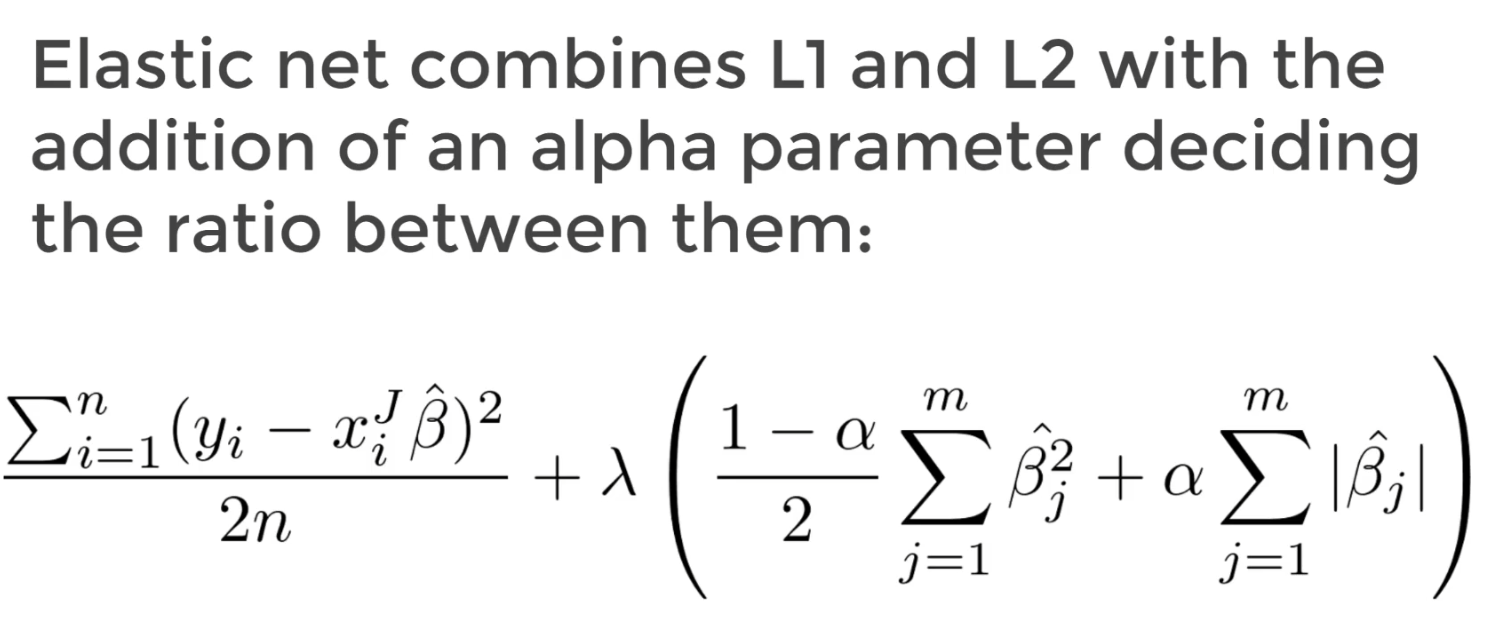 Elastic net combines L1 and L2 with the
addition of an alpha parameter deciding
the ratio between them:
\frac{\sum_{i=1}^{n}(y_i - x_i^J \hat{\beta})^2}{2n} + \lambda \left( \frac{1 - \alpha}{2} \sum_{j=1}^{m} \hat{\beta}_j^2 + \alpha \sum_{j=1}^{m} |\hat{\beta}_j| \right)